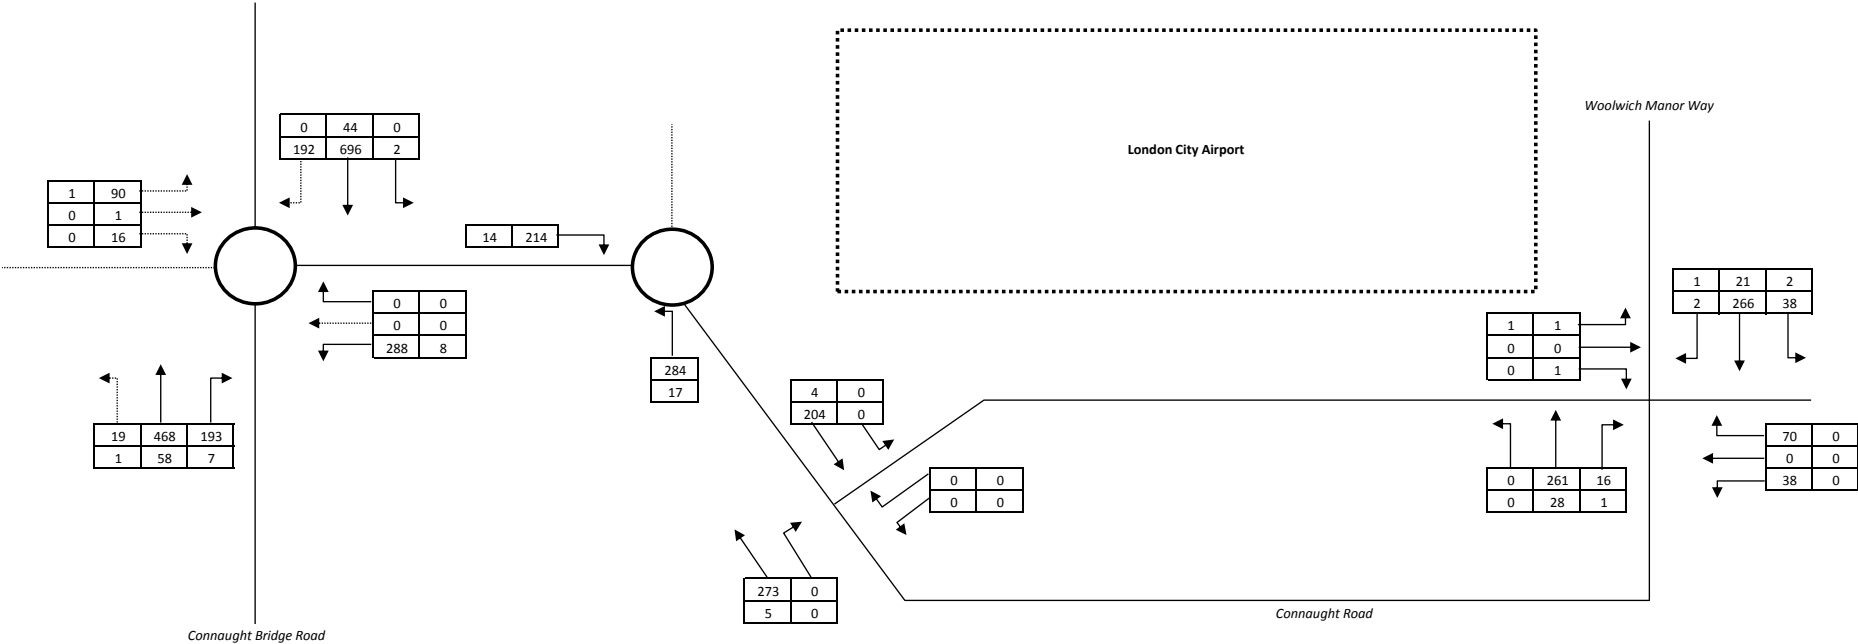 Woolwich Manor Way
0 44 0
192 696 2
London City Airport
1 90
0 1
0 16
14 214
1 21 2
2 266 38
0 0
0 0
288 8
1 1
0 0
0 1
284
17
4 0
204 0
19 468 193
1 58 7
70 0
0 0
38 0
0 0
0 0
0 261 16
0 28 1
273 0
5 0
Connaught Road
Connaught Bridge Road